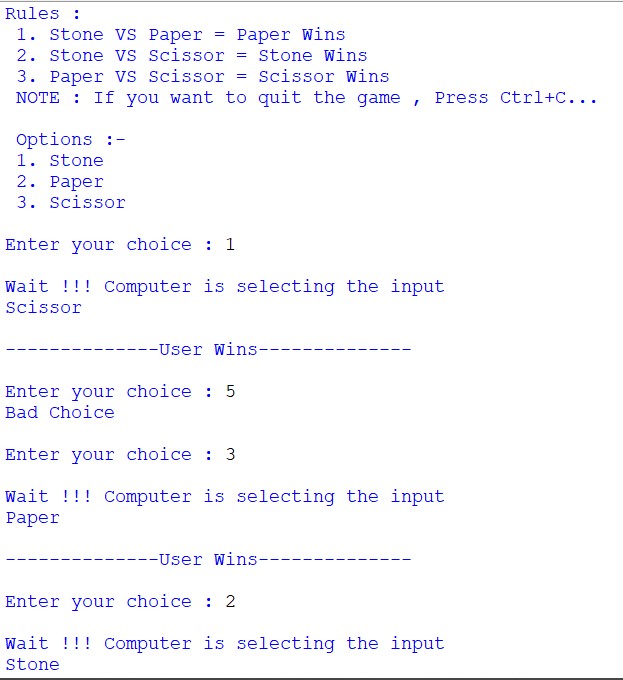 Rules :
1. Stone VS Paper = Paper Wins
2. Stone VS Scissor = Stone Wins
3. Paper VS Scissor = Scissor Wins
NOTE : If you want to quit the game , Press Ctrl+C...
Options :-
1. Stone
2. Paper
3. Scissor
Enter your choice : 1
Wait !!! Computer is selecting the input
Scissor
--------------User Wins--------------
Enter your choice : 5
Bad Choice
Enter your choice : 3
Wait !!! Computer is selecting the input
Paper
--------------User Wins--------------
Enter your choice : 2
Wait !!! Computer is selecting the input
Stone